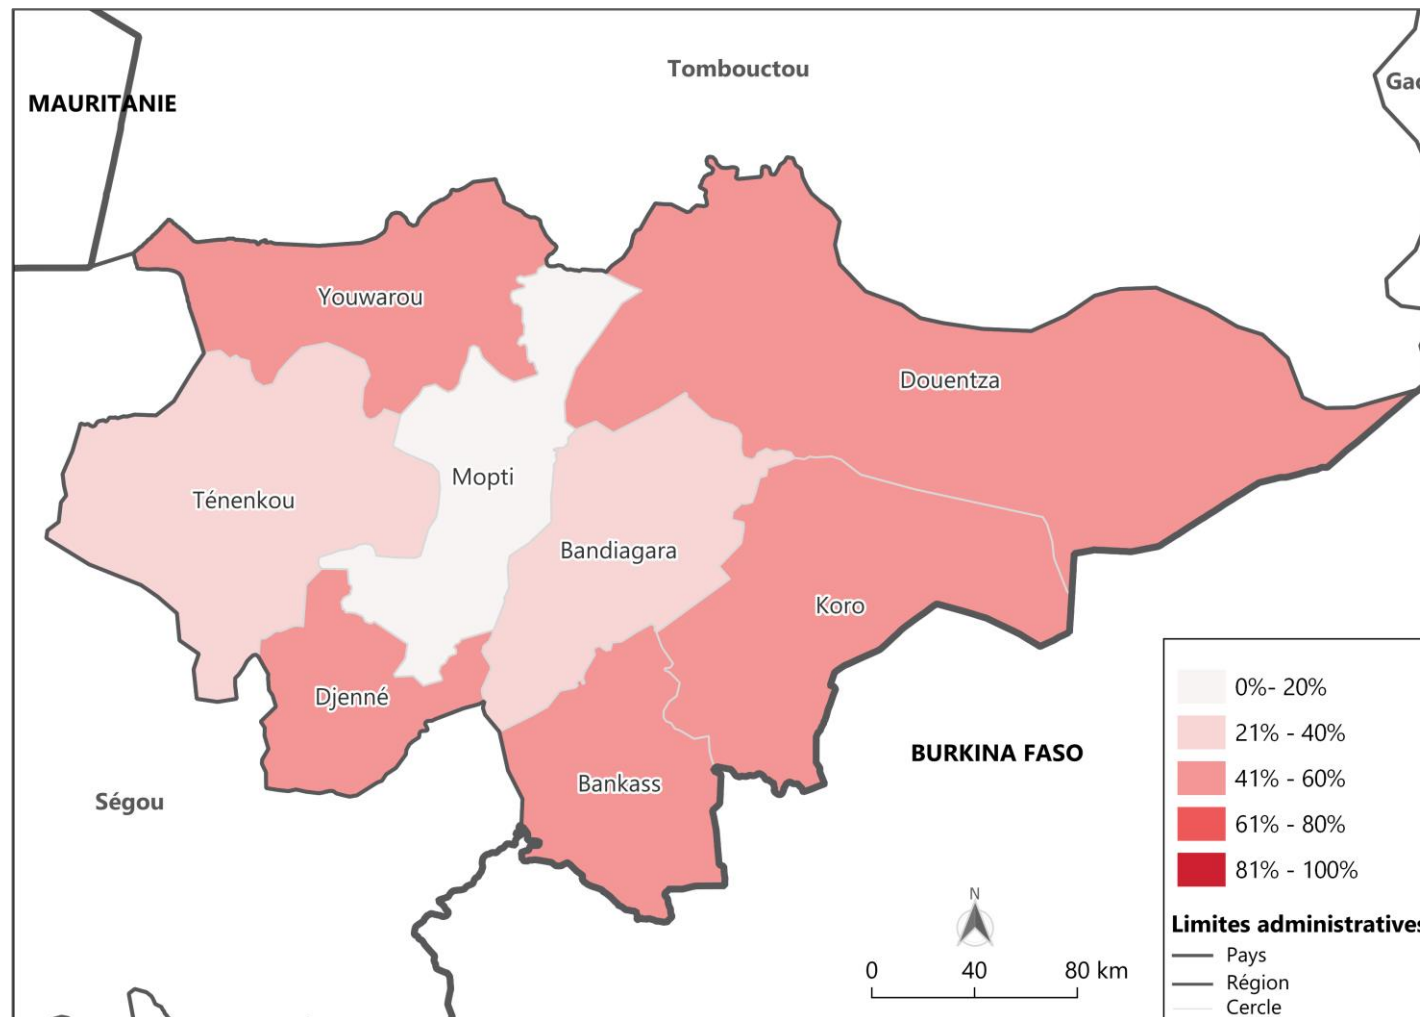 Tombouctou
Gao
MAURITANIE
Youwarou
Douentza
Mopti
Ténenkou
Bandiagara
Koro
Djenné
Bankass
BURKINA FASO
Ségou
0%- 20%
21% - 40%
41% - 60%
61% - 80%
81% - 100%
Limites administratives
Pays
Région
Cercle
N
0 40 80 km